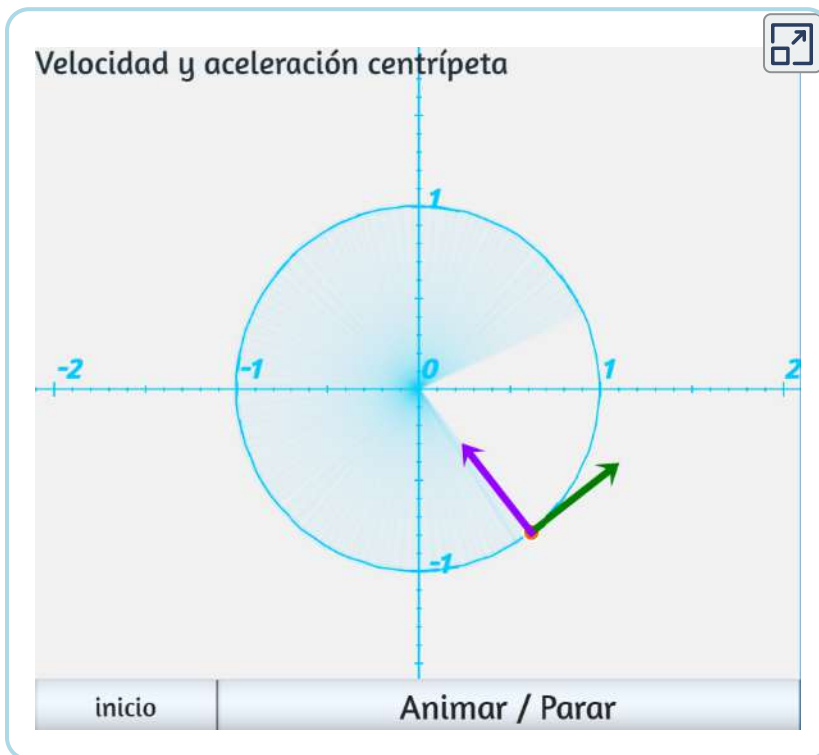 Velocidad y aceleración centrípeta
1
-2 -1 0 1 2
-1
inicio Animar / Parar